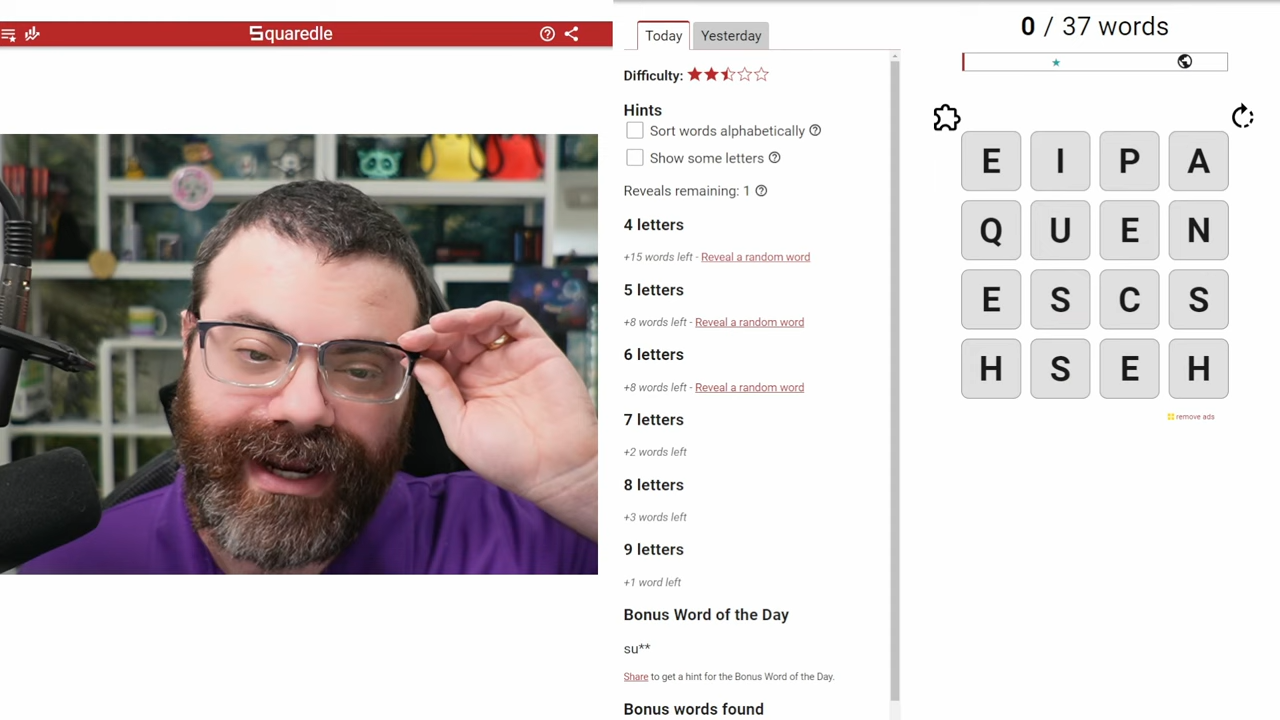 Squaredle
Today
Yesterday
Difficulty:
Hints
Sort words alphabetically
Show some letters
Reveals remaining: 1
4 letters
+15 words left - Reveal a random word
5 letters
+8 words left - Reveal a random word
6 letters
+8 words left - Reveal a random word
7 letters
+2 words left
8 letters
+3 words left
9 letters
+1 word left
Bonus Word of the Day
su**
Share to get a hint for the Bonus Word of the Day.
Bonus words found
0 / 37 words
E I P A
Q U E N
E S C S
H S E H
remove ads